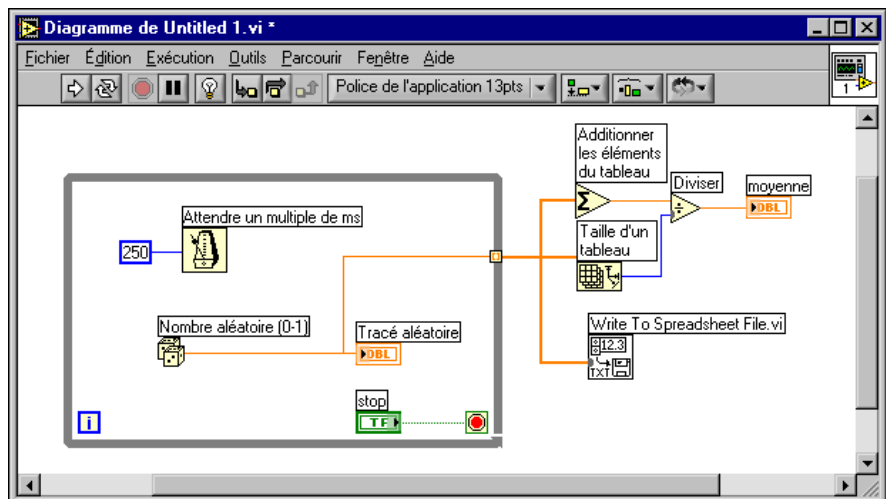 Diagramme de Untitled 1.vi *
Fichier Édition Exécution Outils Parcourir Fenêtre Aide
Police de l'application 13pts
1
Additionner
les éléments
du tableau
Diviser
moyenne
DBL
Attendre un multiple de ms
250
Taille d'un
tableau
Nombre aléatoire (0-1)
Tracé aléatoire
DBL
Write To Spreadsheet File.vi
12.3
TXT
stop
TF
i